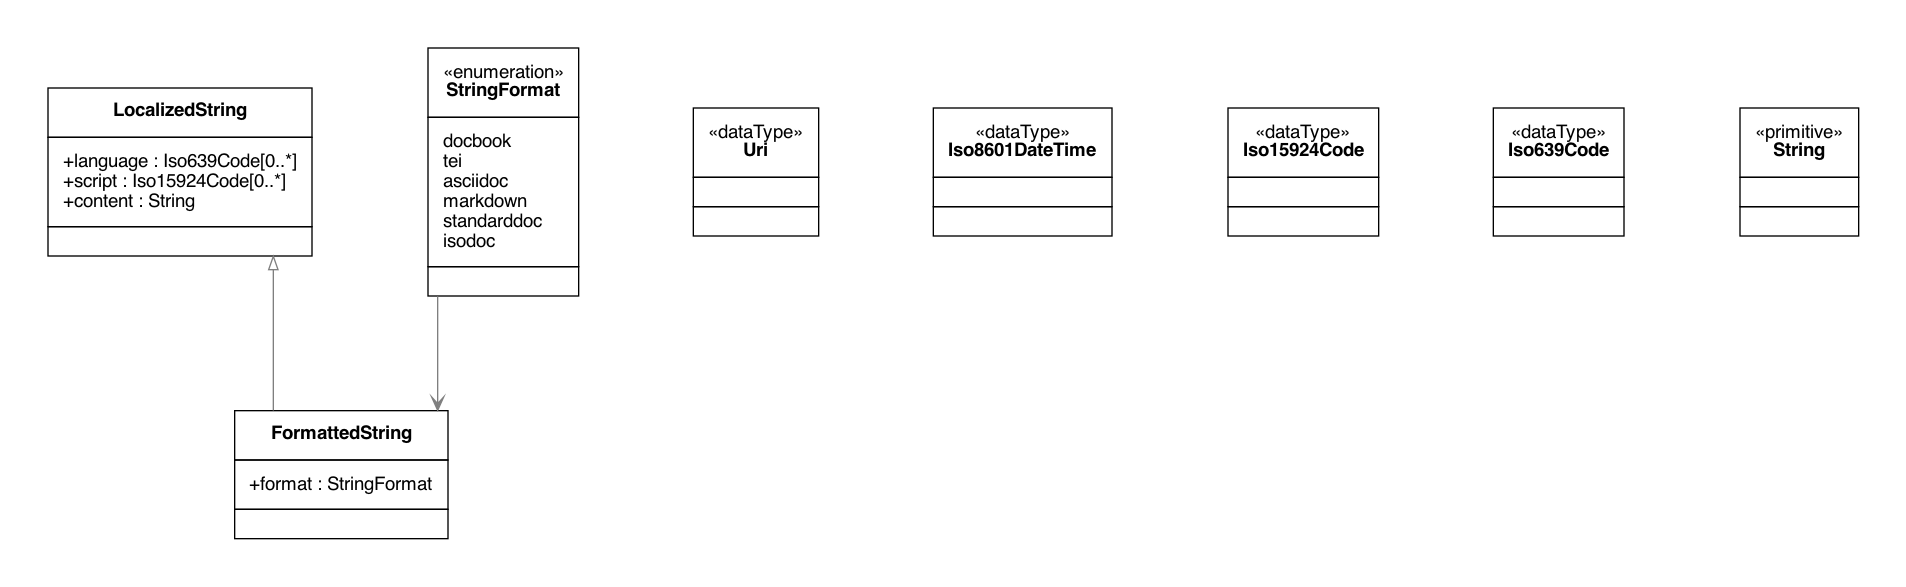 LocalizedString
+language : Iso639Code[0..*]
+script : Iso15924Code[0..*]
+content : String
«enumeration»
StringFormat
docbook
tei
asciidoc
markdown
standarddoc
isodoc
«dataType»
Uri
«dataType»
Iso8601DateTime
«dataType»
Iso15924Code
«dataType»
Iso639Code
«primitive»
String
FormattedString
+format : StringFormat